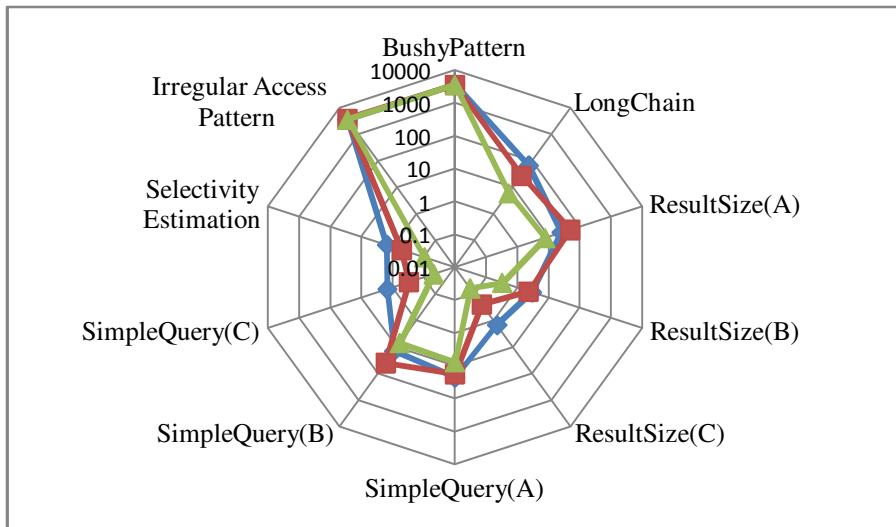 BushyPattern
10000
1000
100
10
1
0.1
0.01
LongChain
ResultSize(A)
ResultSize(B)
ResultSize(C)
SimpleQuery(A)
SimpleQuery(B)
SimpleQuery(C)
Selectivity
Estimation
Irregular Access
Pattern